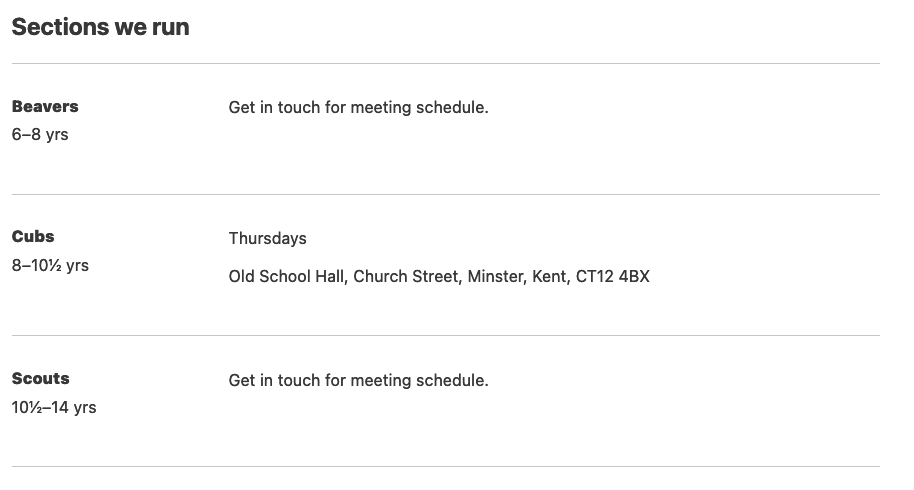 Sections we run
Beavers
6–8 yrs
Get in touch for meeting schedule.
Cubs
8–10½ yrs
Thursdays
Old School Hall, Church Street, Minster, Kent, CT12 4BX
Scouts
10½–14 yrs
Get in touch for meeting schedule.